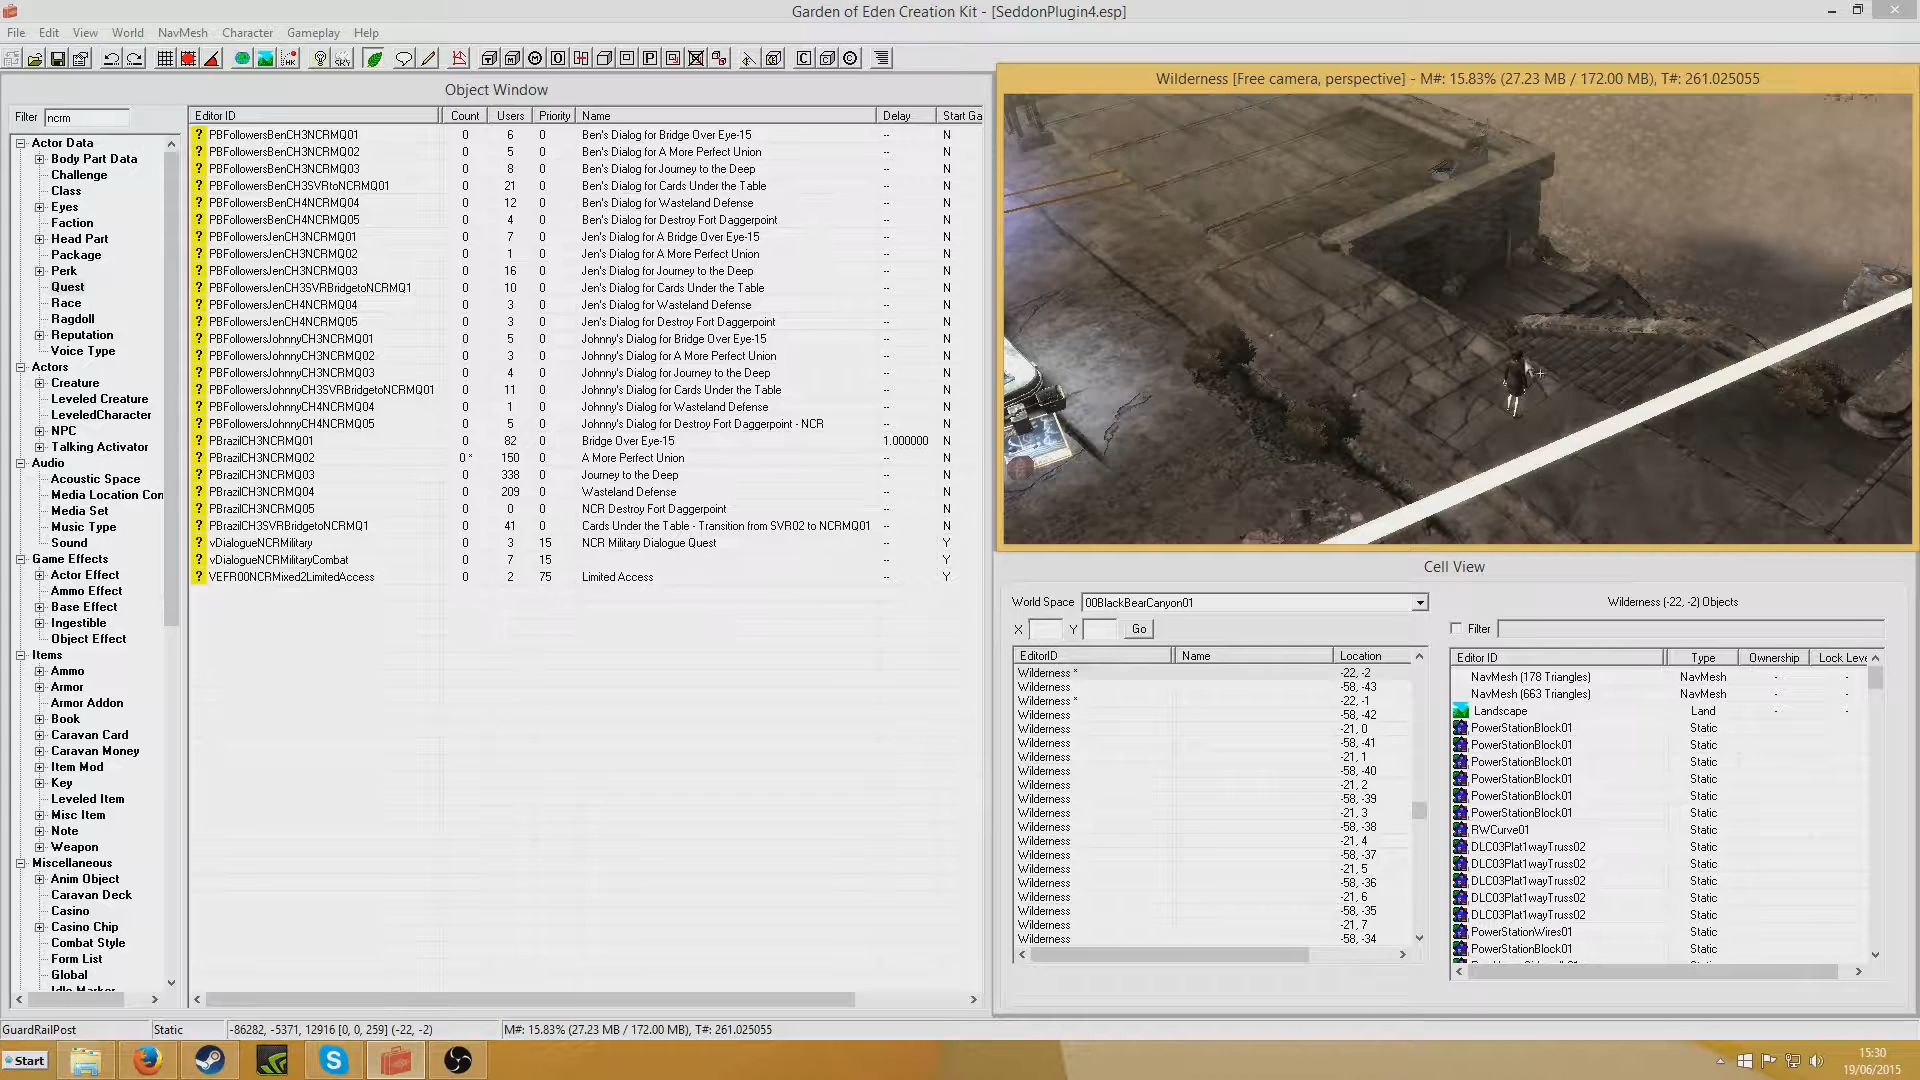 Garden of Eden Creation Kit - [SeddonPlugin4.esp]
File Edit View World NavMesh Character Gameplay Help
Object Window
Filter ncrm
Actor Data
Body Part Data
Challenge
Class
Eyes
Faction
Head Part
Package
Perk
Quest
Race
Ragdoll
Reputation
Voice Type
Actors
Creature
Leveled Creature
LeveledCharacter
NPC
Talking Activator
Audio
Acoustic Space
Media Location Con
Media Set
Music Type
Sound
Game Effects
Actor Effect
Ammo Effect
Base Effect
Ingestible
Object Effect
Items
Ammo
Armor
Armor Addon
Book
Caravan Card
Caravan Money
Item Mod
Key
Leveled Item
Misc Item
Note
Weapon
Miscellaneous
Anim Object
Caravan Deck
Casino
Casino Chip
Combat Style
Form List
Global
Idle Marker
Editor ID Count Users Priority Name Delay Start Ga
? PBFollowersBenCH3NCRMQ01 0 6 0 Ben's Dialog for Bridge Over Eye-15 -- N
? PBFollowersBenCH3NCRMQ02 0 5 0 Ben's Dialog for A More Perfect Union -- N
? PBFollowersBenCH3NCRMQ03 0 8 0 Ben's Dialog for Journey to the Deep -- N
? PBFollowersBenCH3SVRtoNCRMQ01 0 21 0 Ben's Dialog for Cards Under the Table -- N
? PBFollowersBenCH4NCRMQ04 0 12 0 Ben's Dialog for Wasteland Defense -- N
? PBFollowersBenCH4NCRMQ05 0 4 0 Ben's Dialog for Destroy Fort Daggerpoint -- N
? PBFollowersJenCH3NCRMQ01 0 7 0 Jen's Dialog for A Bridge Over Eye-15 -- N
? PBFollowersJenCH3NCRMQ02 0 1 0 Jen's Dialog for A More Perfect Union -- N
? PBFollowersJenCH3NCRMQ03 0 16 0 Jen's Dialog for Journey to the Deep -- N
? PBFollowersJenCH3SVRBridgetoNCRMQ1 0 10 0 Jen's Dialog for Cards Under the Table -- N
? PBFollowersJenCH4NCRMQ04 0 3 0 Jen's Dialog for Wasteland Defense -- N
? PBFollowersJenCH4NCRMQ05 0 3 0 Jen's Dialog for Destroy Fort Daggerpoint -- N
? PBFollowersJohnnyCH3NCRMQ01 0 5 0 Johnny's Dialog for Bridge Over Eye-15 -- N
? PBFollowersJohnnyCH3NCRMQ02 0 3 0 Johnny's Dialog for A More Perfect Union -- N
? PBFollowersJohnnyCH3NCRMQ03 0 4 0 Johnny's Dialog for Journey to the Deep -- N
? PBFollowersJohnnyCH3SVRBridgetoNCRMQ01 0 11 0 Johnny's Dialog for Cards Under the Table -- N
? PBFollowersJohnnyCH4NCRMQ04 0 1 0 Johnny's Dialog for Wasteland Defense -- N
? PBFollowersJohnnyCH4NCRMQ05 0 5 0 Johnny's Dialog for Destroy Fort Daggerpoint - NCR -- N
? PBrazilCH3NCRMQ01 0 82 0 Bridge Over Eye-15 1.000000 N
? PBrazilCH3NCRMQ02 0 * 150 0 A More Perfect Union -- N
? PBrazilCH3NCRMQ03 0 338 0 Journey to the Deep -- N
? PBrazilCH3NCRMQ04 0 209 0 Wasteland Defense -- N
? PBrazilCH3NCRMQ05 0 0 0 NCR Destroy Fort Daggerpoint -- N
? PBrazilCH3SVRBridgetoNCRMQ1 0 41 0 Cards Under the Table - Transition from SVR02 to NCRMQ01 -- N
? vDialogueNCRMilitary 0 3 15 NCR Military Dialogue Quest -- Y
? vDialogueNCRMilitaryCombat 0 7 15 -- Y
? VEFR00NCRMixed2LimitedAccess 0 2 75 Limited Access -- Y
Wilderness [Free camera, perspective] - M#: 15.83% (27.23 MB / 172.00 MB), T#: 261.025055
Cell View
World Space 00BlackBearCanyon01
X Y Go
EditorID Name Location
Wilderness * -22, -2
Wilderness -58, -43
Wilderness * -22, -1
Wilderness -58, -42
Wilderness -21, 0
Wilderness -58, -41
Wilderness -21, 1
Wilderness -58, -40
Wilderness -21, 2
Wilderness -58, -39
Wilderness -21, 3
Wilderness -58, -38
Wilderness -21, 4
Wilderness -58, -37
Wilderness -21, 5
Wilderness -58, -36
Wilderness -21, 6
Wilderness -58, -35
Wilderness -21, 7
Wilderness -58, -34
Wilderness (-22, -2) Objects
Filter
Editor ID Type Ownership Lock Leve
NavMesh (178 Triangles) NavMesh - -
NavMesh (663 Triangles) NavMesh - -
Landscape Land - -
PowerStationBlock01 Static
PowerStationBlock01 Static
PowerStationBlock01 Static
PowerStationBlock01 Static
PowerStationBlock01 Static
PowerStationBlock01 Static
RWCurve01 Static
DLC03Plat1wayTruss02 Static
DLC03Plat1wayTruss02 Static
DLC03Plat1wayTruss02 Static
DLC03Plat1wayTruss02 Static
DLC03Plat1wayTruss02 Static
PowerStationWires01 Static
PowerStationBlock01 Static
GuardRailPost Static -86282, -5371, 12916 [0, 0, 259] (-22, -2) M#: 15.83% (27.23 MB / 172.00 MB), T#: 261.025055
Start
15:30
19/06/2015